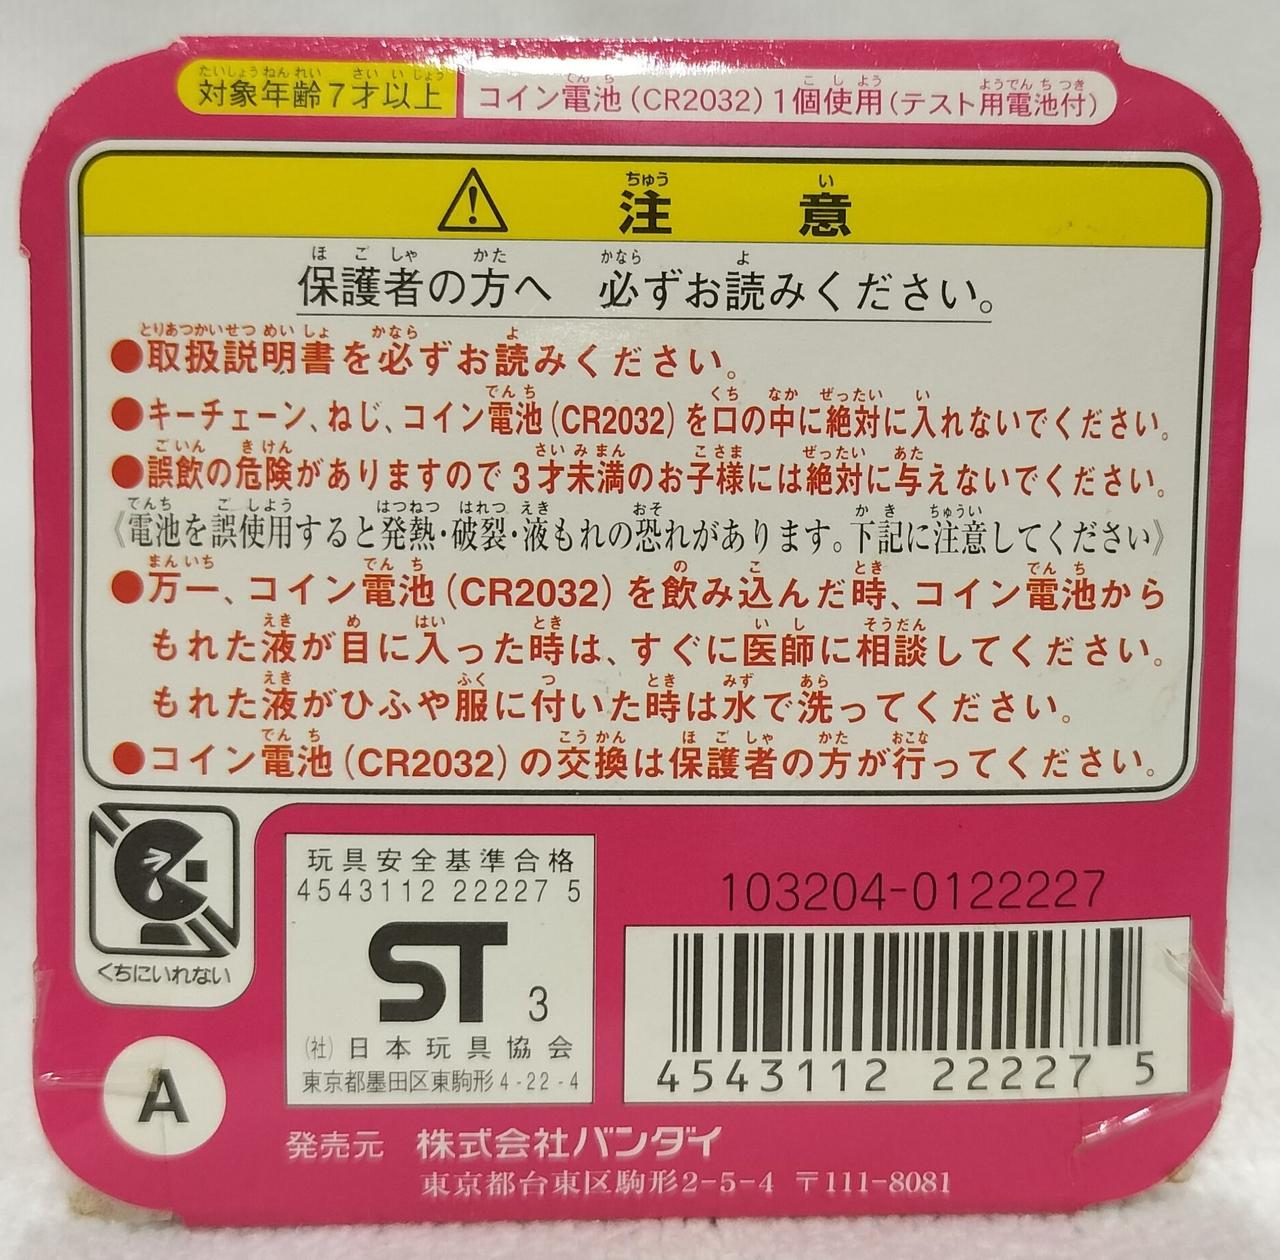 対象年齢7才以上 コイン電池(CR2032)1個使用(テスト用電池付)
注意
保護者の方へ 必ずお読みください。
●取扱説明書を必ずお読みください。
●キーチェーン、ねじ、コイン電池(CR2032)を口の中に絶対に入れないでください。
●誤飲の危険がありますので3才未満のお子様には絶対に与えないでください。
《電池を誤使用すると発熱・破裂・液もれの恐れがあります。下記に注意してください》
●万一、コイン電池(CR2032)を飲み込んだ時、コイン電池から
もれた液が目に入った時は、すぐに医師に相談してください。
もれた液がひふや服に付いた時は水で洗ってください。
●コイン電池(CR2032)の交換は保護者の方が行ってください。
くちにいれない
玩具安全基準合格
4543112 22227 5
ST 3
(社)日本玩具協会
東京都墨田区東駒形4-22-4
103204-0122227
4543112 22227 5
A
発売元 株式会社バンダイ
東京都台東区駒形2-5-4 〒111-8081